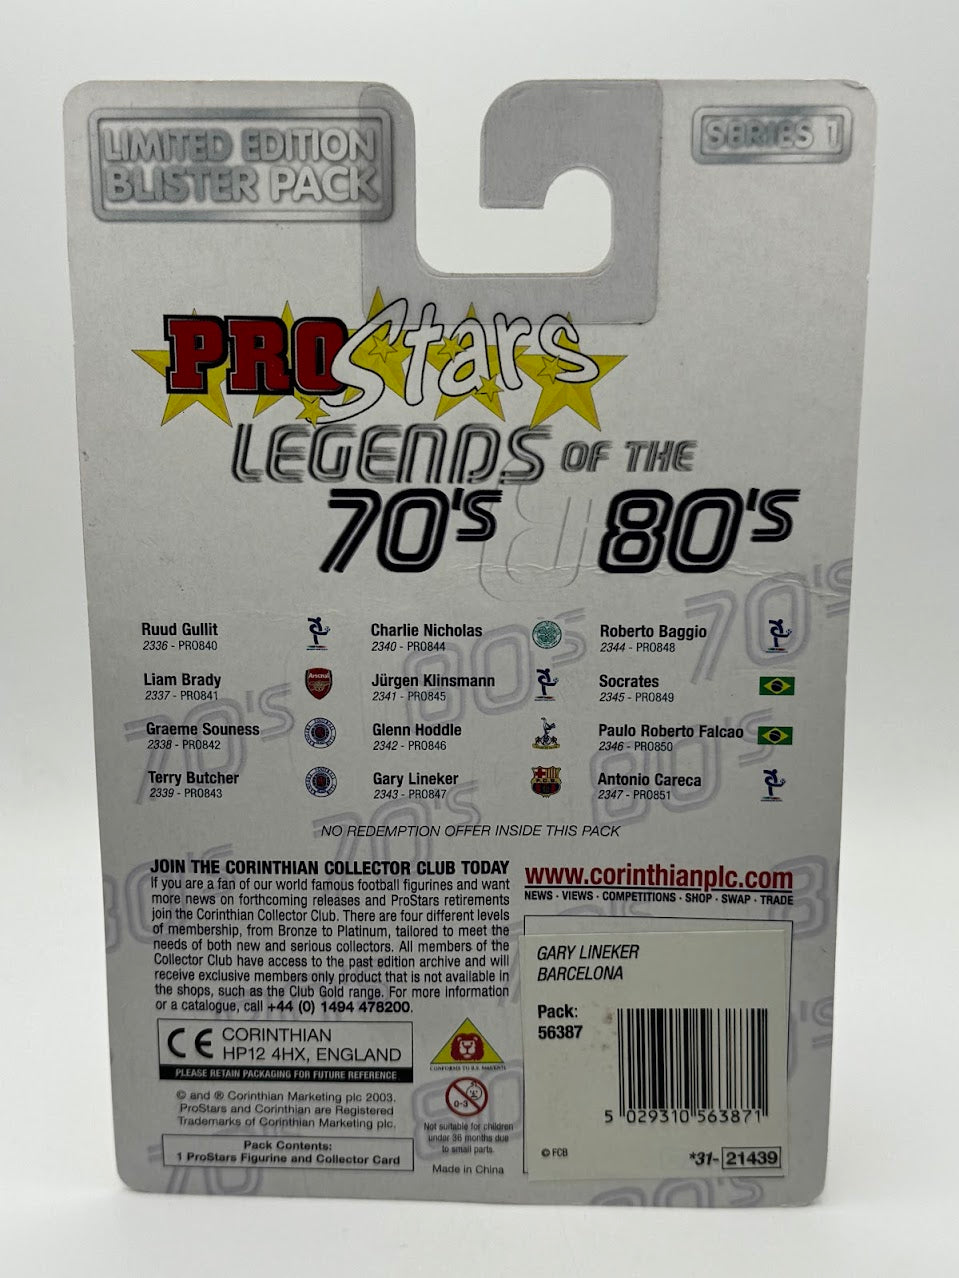 LIMITED EDITION
BLISTER PACK
SERIES 1
PROStars
LEGENDS OF THE
70'S 80'S
Ruud Gullit
2336 - PRO840
Liam Brady
2337 - PRO841
Arsenal
Graeme Souness
2338 - PRO842
Terry Butcher
2339 - PRO843
Charlie Nicholas
2340 - PRO844
Jürgen Klinsmann
2341 - PRO845
Glenn Hoddle
2342 - PRO846
Gary Lineker
2343 - PRO847
Roberto Baggio
2344 - PRO848
Socrates
2345 - PRO849
Paulo Roberto Falcao
2346 - PRO850
Antonio Careca
2347 - PRO851
NO REDEMPTION OFFER INSIDE THIS PACK
JOIN THE CORINTHIAN COLLECTOR CLUB TODAY
If you are a fan of our world famous football figurines and want
more news on forthcoming releases and ProStars retirements
join the Corinthian Collector Club. There are four different levels
of membership, from Bronze to Platinum, tailored to meet the
needs of both new and serious collectors. All members of the
Collector Club have access to the past edition archive and will
receive exclusive members only product that is not available in
the shops, such as the Club Gold range. For more information
or a catalogue, call +44 (0) 1494 478200.
www.corinthianplc.com
NEWS · VIEWS · COMPETITIONS · SHOP · SWAP · TRADE
GARY LINEKER
BARCELONA
Pack:
56387
5 029310 563871
© FCB
*31- 21439
CE CORINTHIAN
HP12 4HX, ENGLAND
PLEASE RETAIN PACKAGING FOR FUTURE REFERENCE
© and ® Corinthian Marketing plc 2003.
ProStars and Corinthian are Registered
Trademarks of Corinthian Marketing plc.
Pack Contents:
1 ProStars Figurine and Collector Card
0-3
Not suitable for children
under 36 months due
to small parts.
Made in China